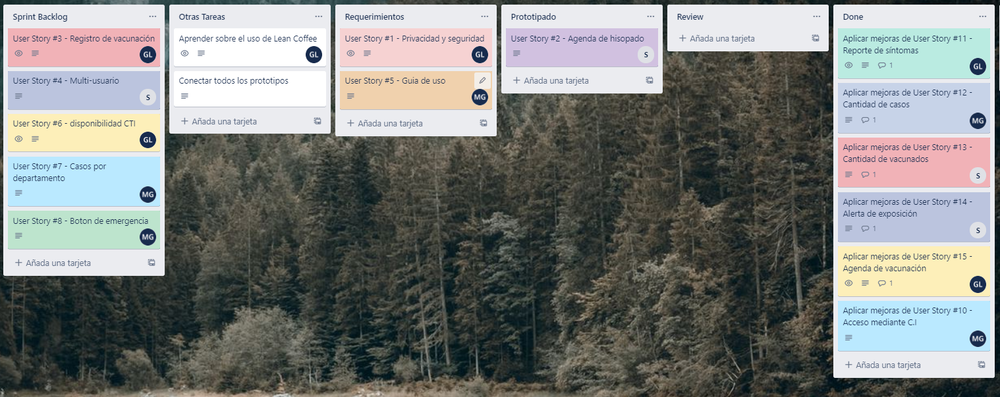 Sprint Backlog
User Story #3 - Registro de vacunación
GL
User Story #4 - Multi-usuario
S
User Story #6 - disponibilidad CTI
GL
User Story #7 - Casos por
departamento
MG
User Story #8 - Boton de emergencia
MG
Añada una tarjeta
Otras Tareas
Aprender sobre el uso de Lean Coffee
GL
Conectar todos los prototipos
Añada una tarjeta
Requerimientos
User Story #1 - Privacidad y seguridad
GL
User Story #5 - Guia de uso
MG
Añada una tarjeta
Prototipado
User Story #2 - Agenda de hisopado
S
Añada una tarjeta
Review
Añada una tarjeta
Done
Aplicar mejoras de User Story #11 -
Reporte de síntomas
1
GL
Aplicar mejoras de User Story #12 -
Cantidad de casos
1
MG
Aplicar mejoras de User Story #13 -
Cantidad de vacunados
1
S
Aplicar mejoras de User Story #14 -
Alerta de exposición
1
S
Aplicar mejoras de User Story #15 -
Agenda de vacunación
1
GL
Aplicar mejoras de User Story #10 -
Acceso mediante C.I
MG
Añada una tarjeta